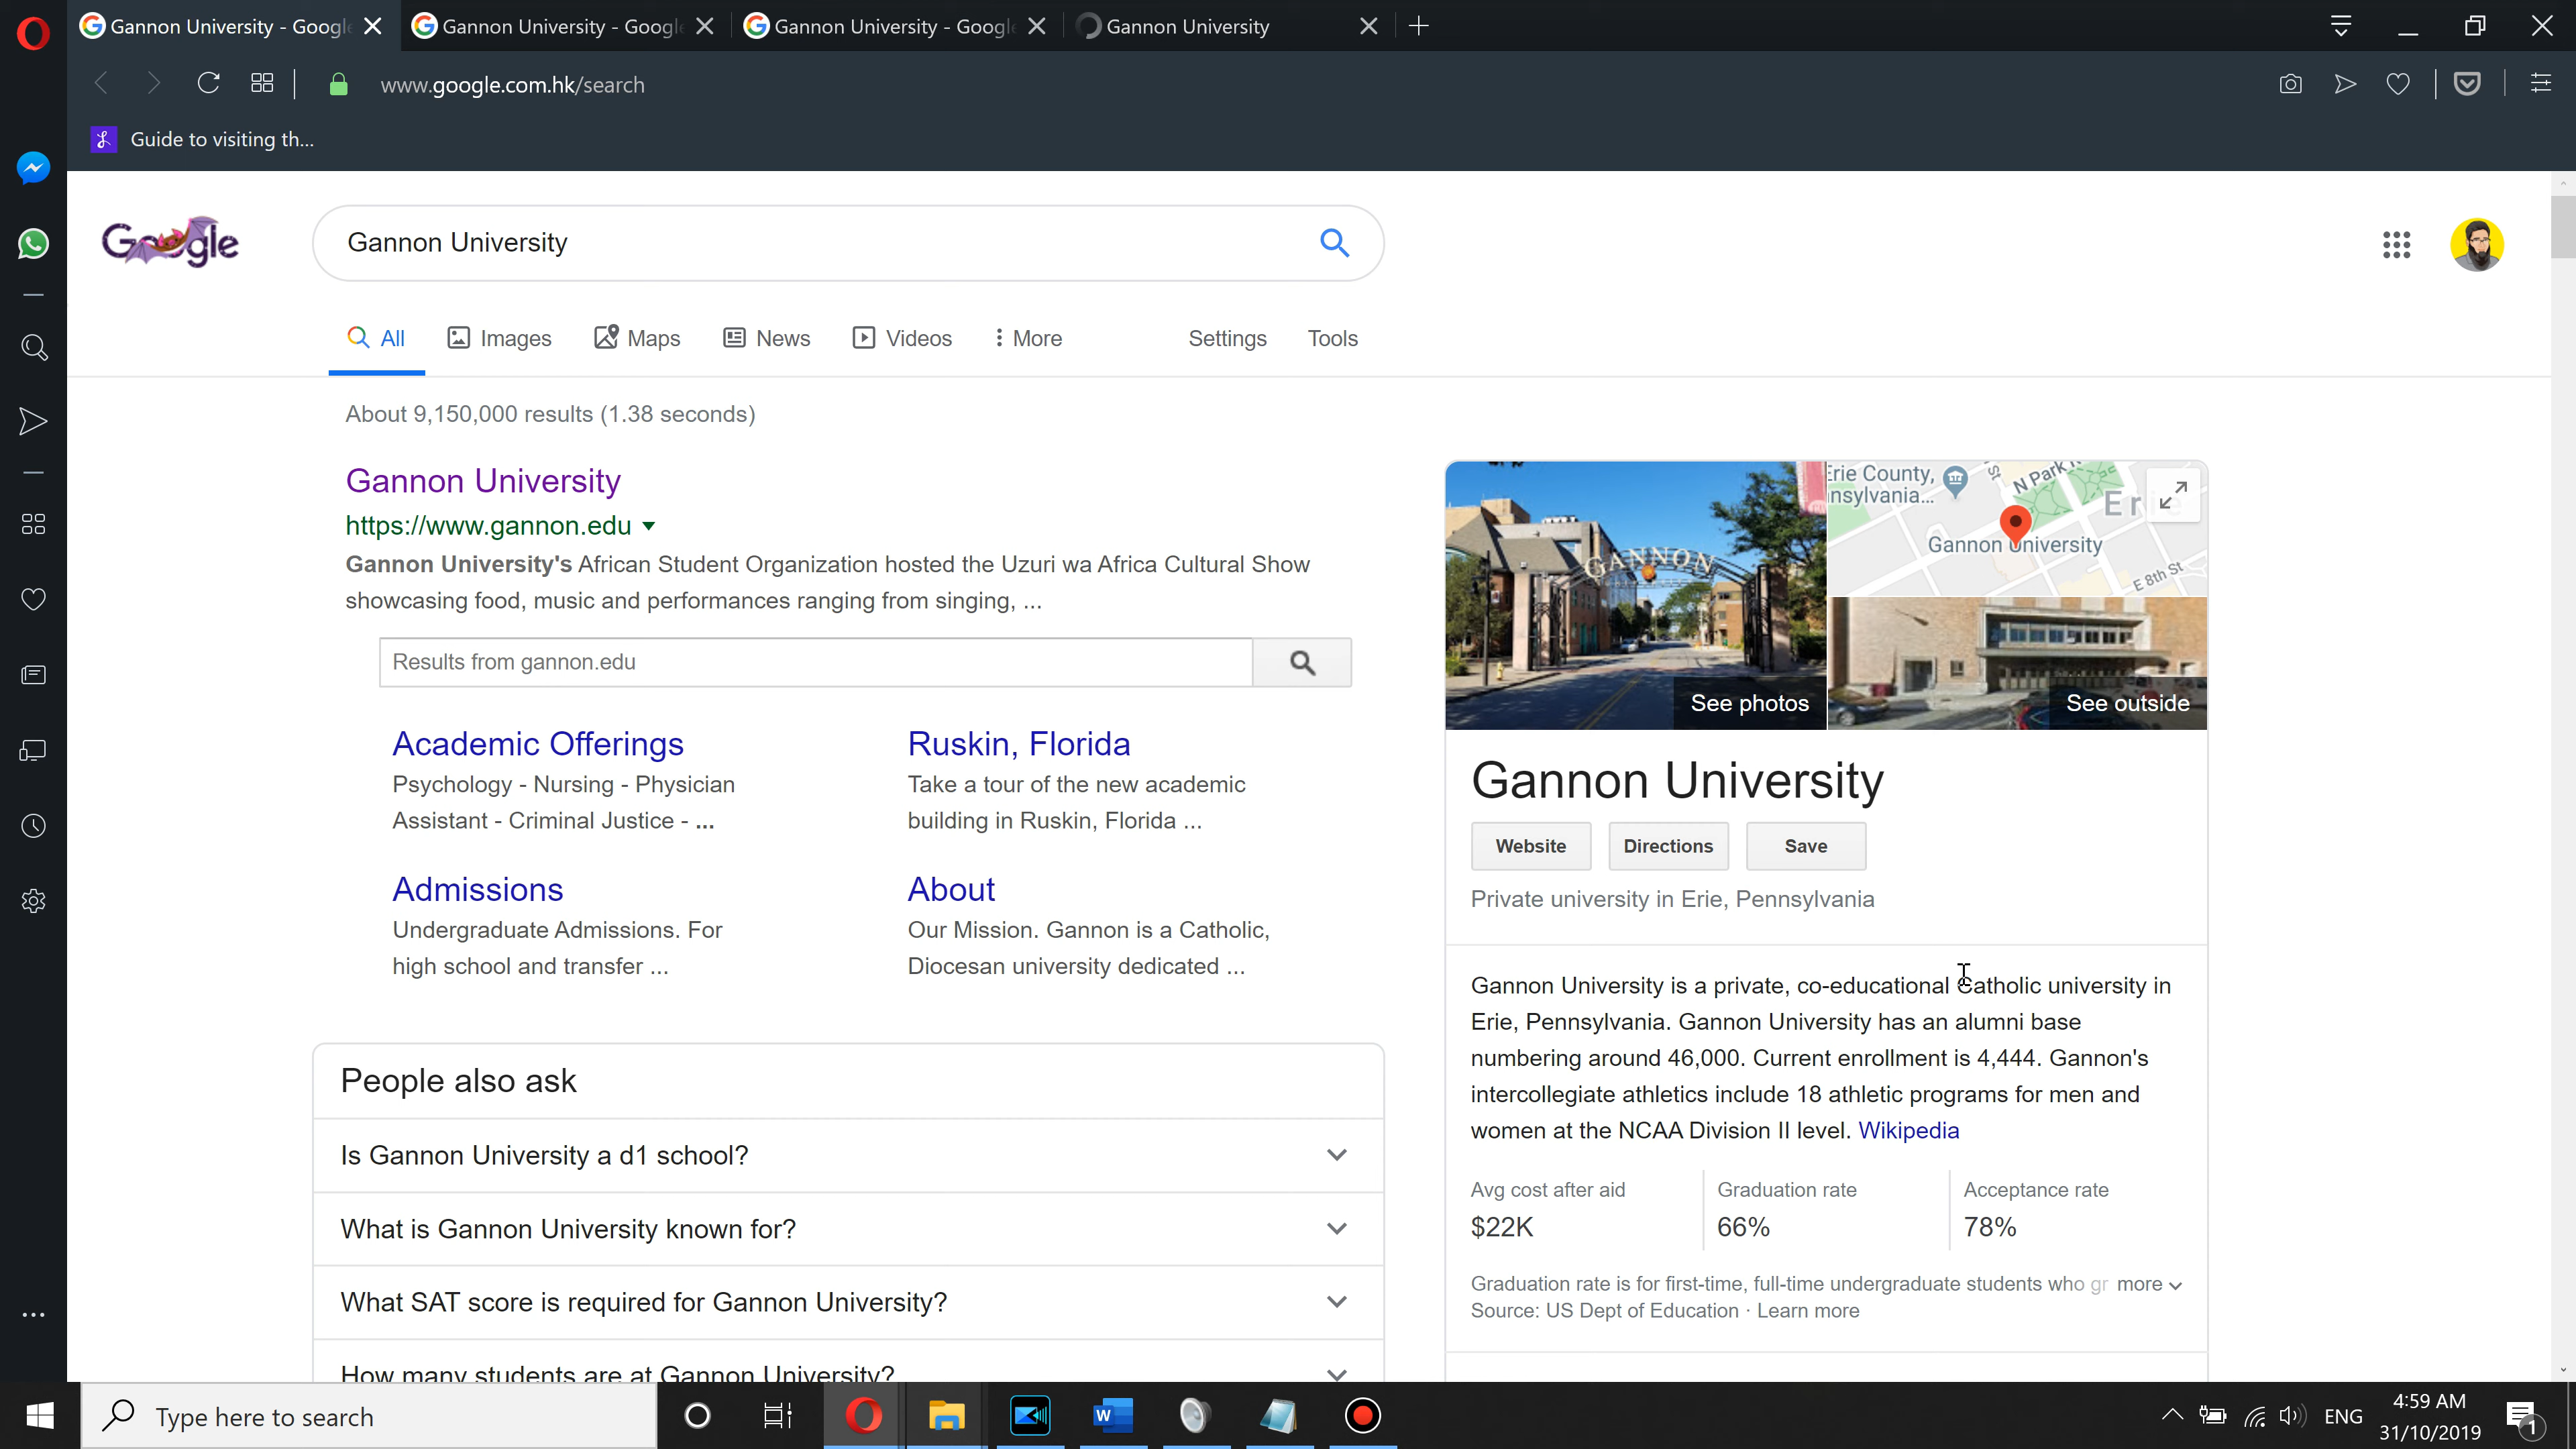 Gannon University - Googl
Gannon University - Googl
Gannon University - Googl
Gannon University
www.google.com.hk/search
Guide to visiting th...
Google
Gannon University
All
Images
Maps
News
Videos
More
Settings
Tools
About 9,150,000 results (1.38 seconds)
Gannon University
https://www.gannon.edu
Gannon University's African Student Organization hosted the Uzuri wa Africa Cultural Show
showcasing food, music and performances ranging from singing, ...
Results from gannon.edu
Academic Offerings
Psychology - Nursing - Physician
Assistant - Criminal Justice - ...
Ruskin, Florida
Take a tour of the new academic
building in Ruskin, Florida ...
Admissions
Undergraduate Admissions. For
high school and transfer ...
About
Our Mission. Gannon is a Catholic,
Diocesan university dedicated ...
People also ask
Is Gannon University a d1 school?
What is Gannon University known for?
What SAT score is required for Gannon University?
How many students are at Gannon University?
GANNON
See photos
Erie County,
nsylvania...
St
N Park
Erie
Gannon University
E 8th St
See outside
Gannon University
Website
Directions
Save
Private university in Erie, Pennsylvania
Gannon University is a private, co-educational Catholic university in
Erie, Pennsylvania. Gannon University has an alumni base
numbering around 46,000. Current enrollment is 4,444. Gannon's
intercollegiate athletics include 18 athletic programs for men and
women at the NCAA Division II level. Wikipedia
Avg cost after aid
$22K
Graduation rate
66%
Acceptance rate
78%
Graduation rate is for first-time, full-time undergraduate students who gr more
Source: US Dept of Education · Learn more
Type here to search
ENG
4:59 AM
31/10/2019
1